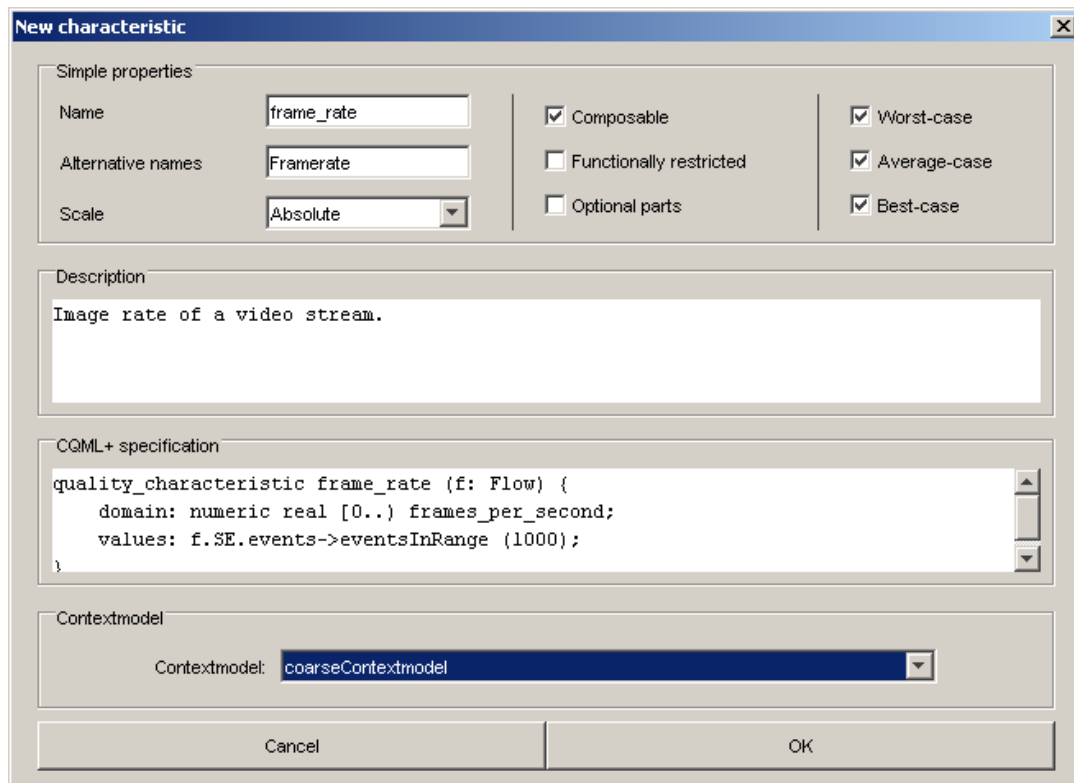 New characteristic
Simple properties
Name frame_rate
Composable
Worst-case
Alternative names Framerate
Functionally restricted
Average-case
Scale Absolute
Optional parts
Best-case
Description
Image rate of a video stream.
CQML+ specification
quality_characteristic frame_rate (f: Flow) {
domain: numeric real [0..) frames_per_second;
values: f.SE.events->eventsInRange (1000);
}
Contextmodel
Contextmodel: coarseContextmodel
Cancel
OK